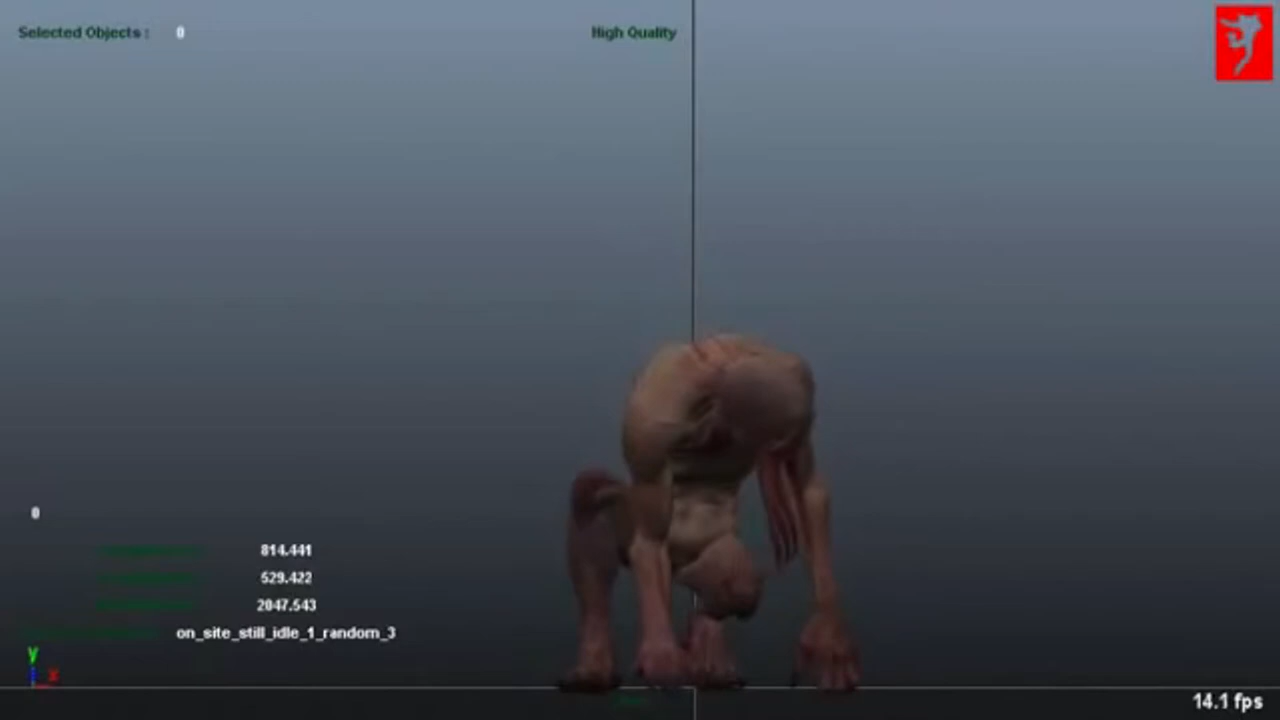 Selected Objects : 0
High Quality
0
814.441
529.422
2047.543
on_site_still_idle_1_random_3
y
x
14.1 fps